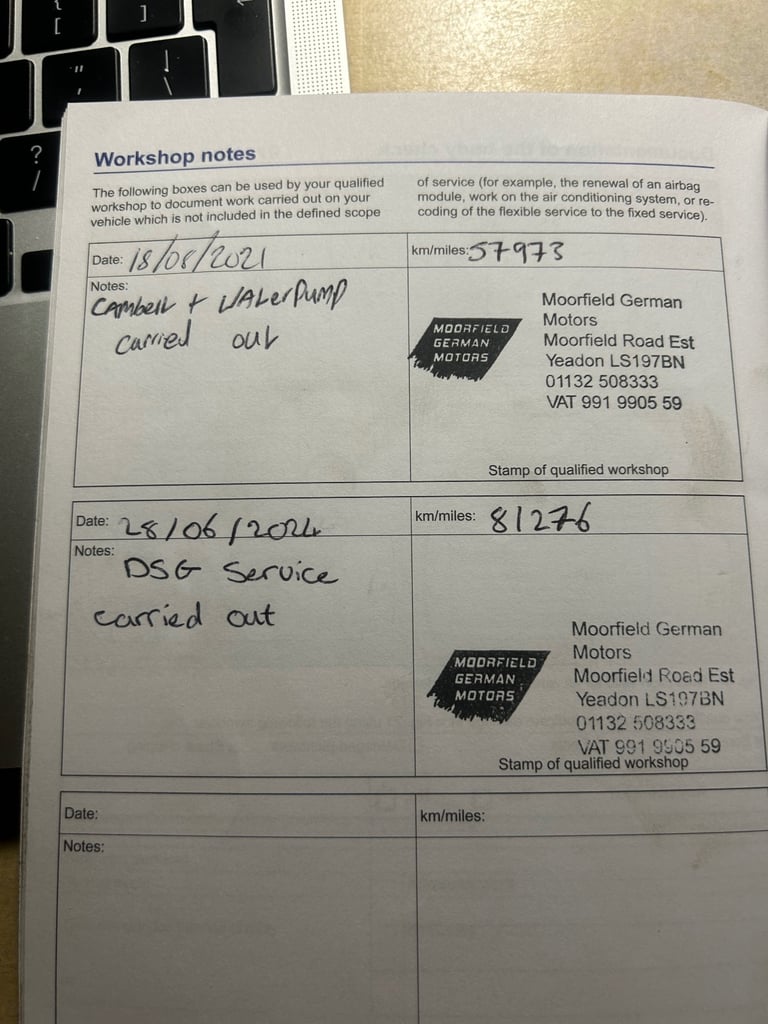 [
]
"
'
\
?
/
Workshop notes
The following boxes can be used by your qualified
workshop to document work carried out on your
vehicle which is not included in the defined scope
of service (for example, the renewal of an airbag
module, work on the air conditioning system, or re-
coding of the flexible service to the fixed service).
Date: 18/08/2021
km/miles: 57973
Notes:
CAMBELt + WATerPUMP
carried out
MOORFIELD
GERMAN
MOTORS
Moorfield German
Motors
Moorfield Road Est
Yeadon LS197BN
01132 508333
VAT 991 9905 59
Stamp of qualified workshop
Date: 28/06/2024
km/miles: 81276
Notes:
DSG Service
carried out
MOORFIELD
GERMAN
MOTORS
Moorfield German
Motors
Moorfield Road Est
Yeadon LS197BN
01132 508333
VAT 991 9905 59
Stamp of qualified workshop
Date:
km/miles:
Notes: